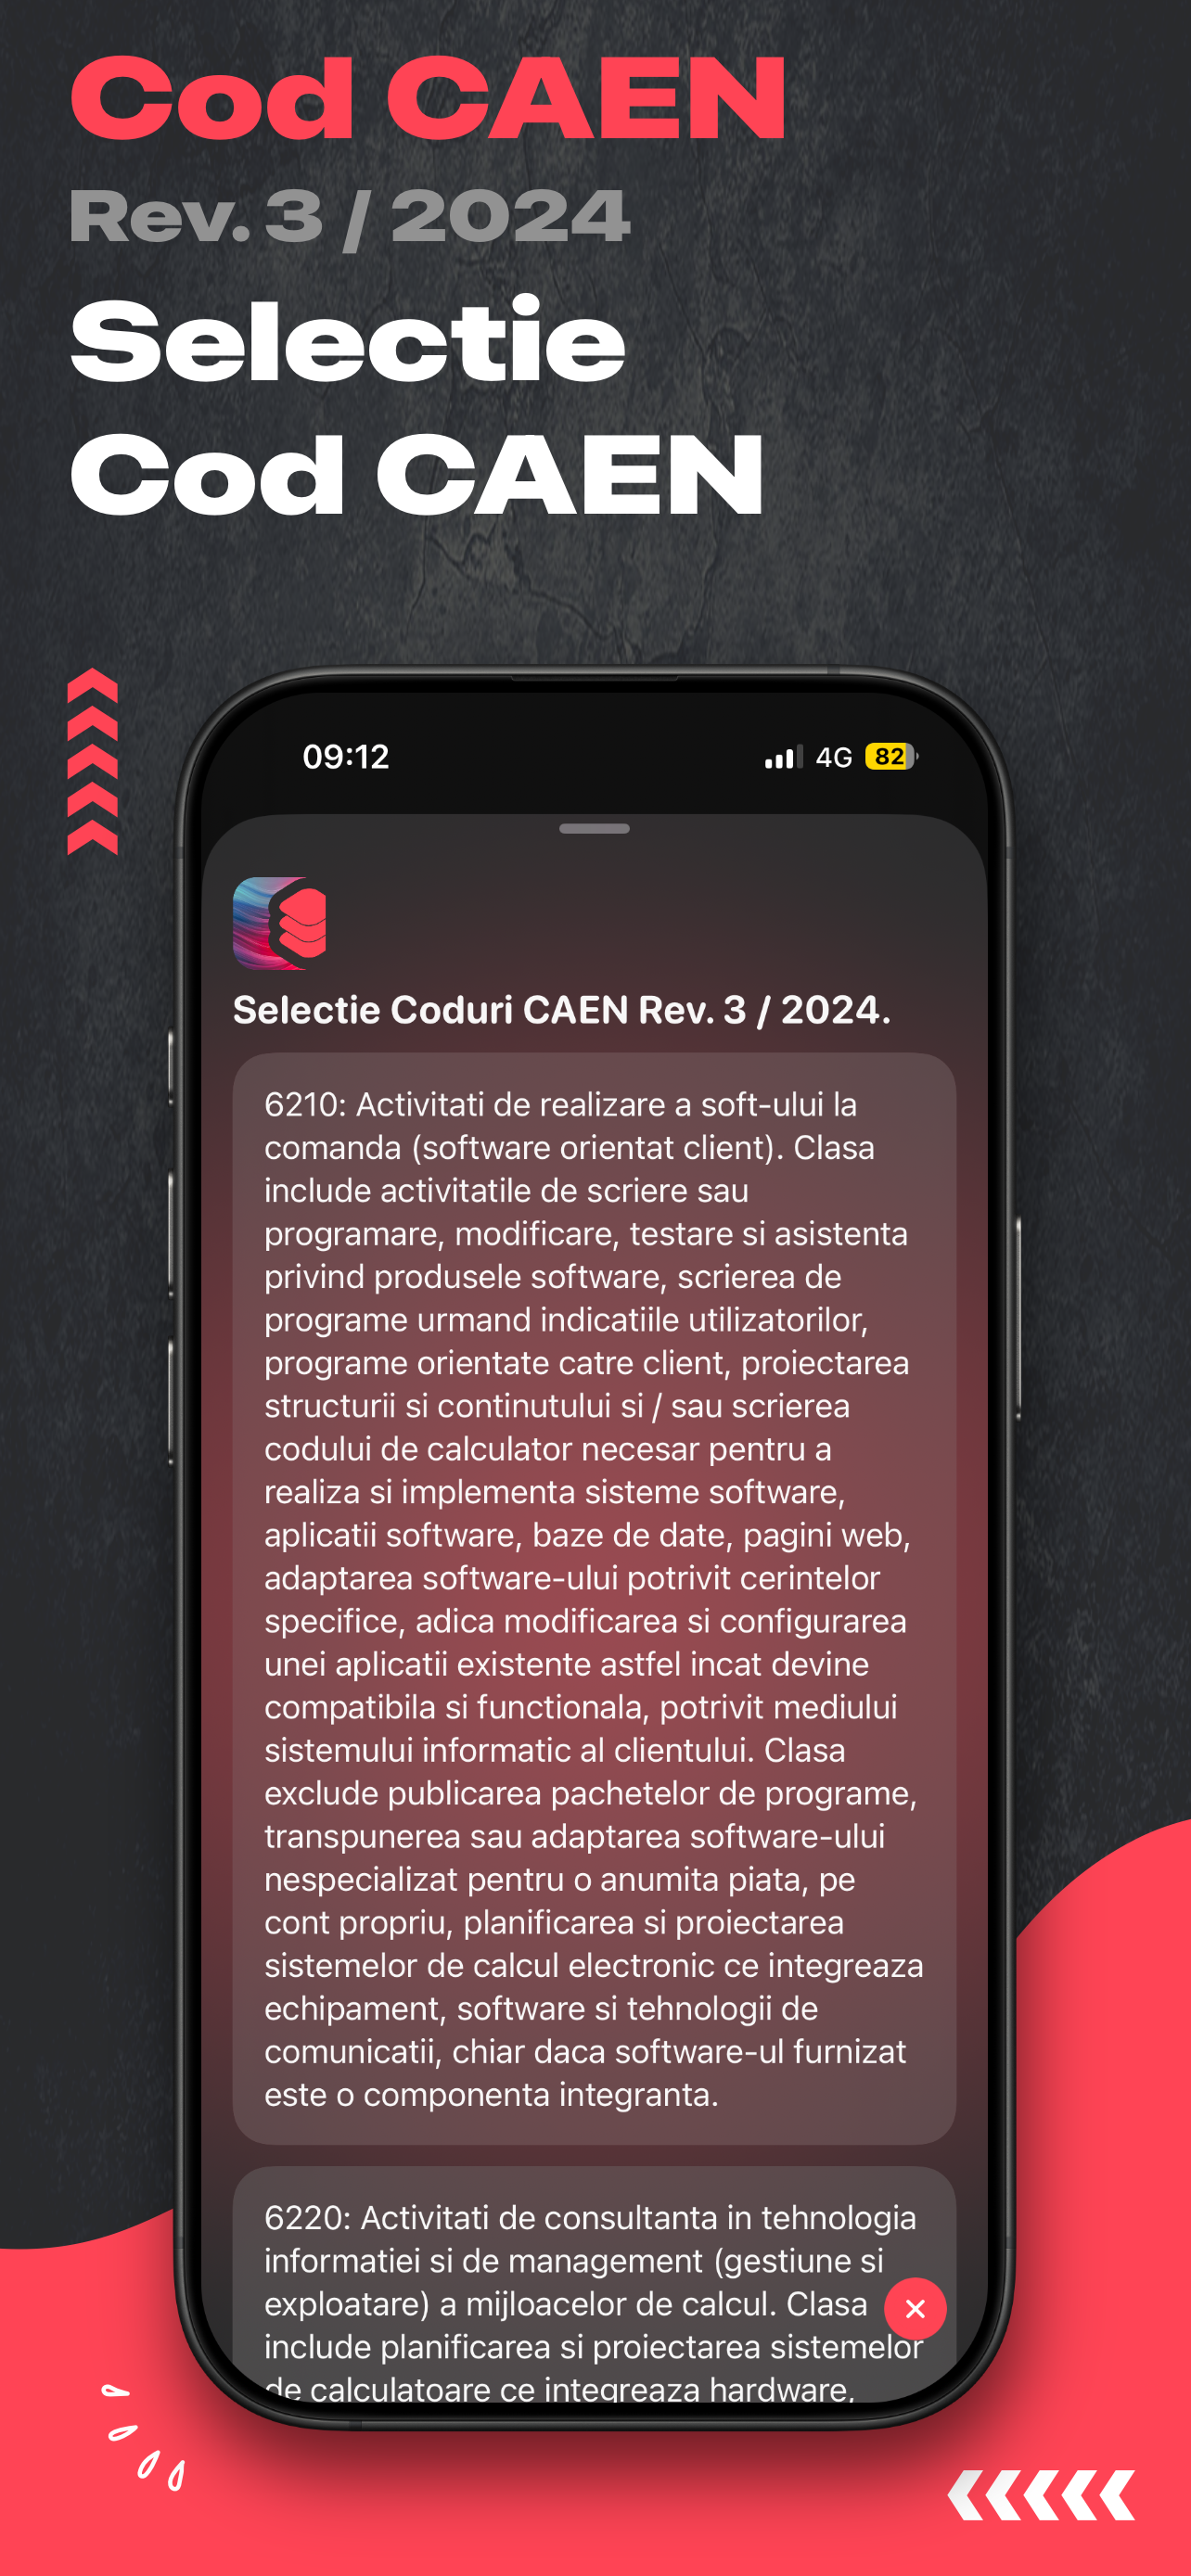 Cod CAEN
Rev. 3 / 2024
Selectie
Cod CAEN
09:12
4G
82
Selectie Coduri CAEN Rev. 3 / 2024.
6210: Activitati de realizare a soft-ului la
comanda (software orientat client). Clasa
include activitatile de scriere sau
programare, modificare, testare si asistenta
privind produsele software, scrierea de
programe urmand indicatiile utilizatorilor,
programe orientate catre client, proiectarea
structurii si continutului si / sau scrierea
codului de calculator necesar pentru a
realiza si implementa sisteme software,
aplicatii software, baze de date, pagini web,
adaptarea software-ului potrivit cerintelor
specifice, adica modificarea si configurarea
unei aplicatii existente astfel incat devine
compatibila si functionala, potrivit mediului
sistemului informatic al clientului. Clasa
exclude publicarea pachetelor de programe,
transpunerea sau adaptarea software-ului
nespecializat pentru o anumita piata, pe
cont propriu, planificarea si proiectarea
sistemelor de calcul electronic ce integreaza
echipament, software si tehnologii de
comunicatii, chiar daca software-ul furnizat
este o componenta integranta.
6220: Activitati de consultanta in tehnologia
informatiei si de management (gestiune si
exploatare) a mijloacelor de calcul. Clasa
include planificarea si proiectarea sistemelor
de calculatoare ce integreaza hardware,